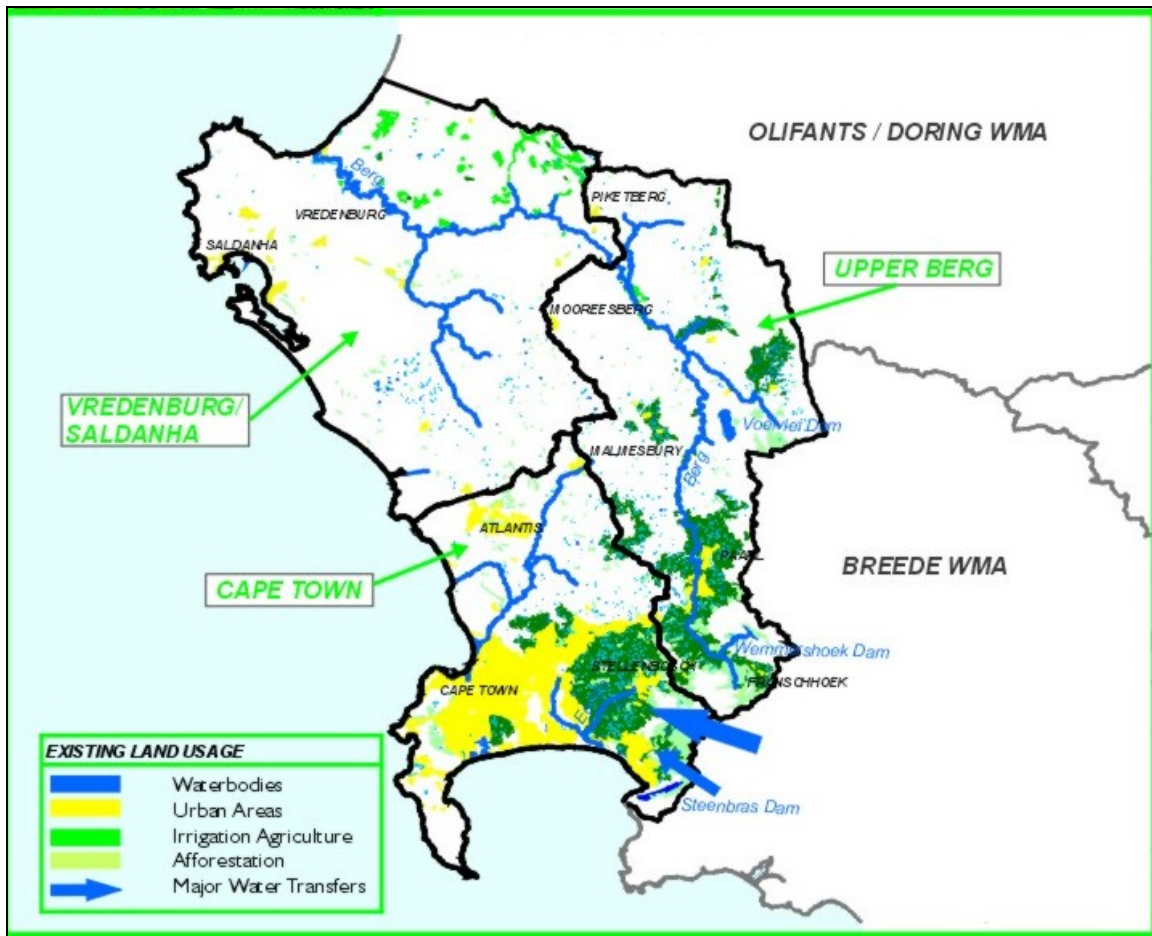 OLIFANTS / DORING WMA
Berg
PIKETBERG
VREDENBURG
SALDANHA
UPPER BERG
MOOREESBERG
VREDENBURG/
SALDANHA
VoelVlei Dam
MALMESBURY
Berg
ATLANTIS
PAARL
BREEDE WMA
CAPE TOWN
Wemmershoek Dam
STELLENBOSCH
FRANSCHHOEK
CAPE TOWN
Steenbras Dam
EXISTING LAND USAGE
Waterbodies
Urban Areas
Irrigation Agriculture
Afforestation
Major Water Transfers